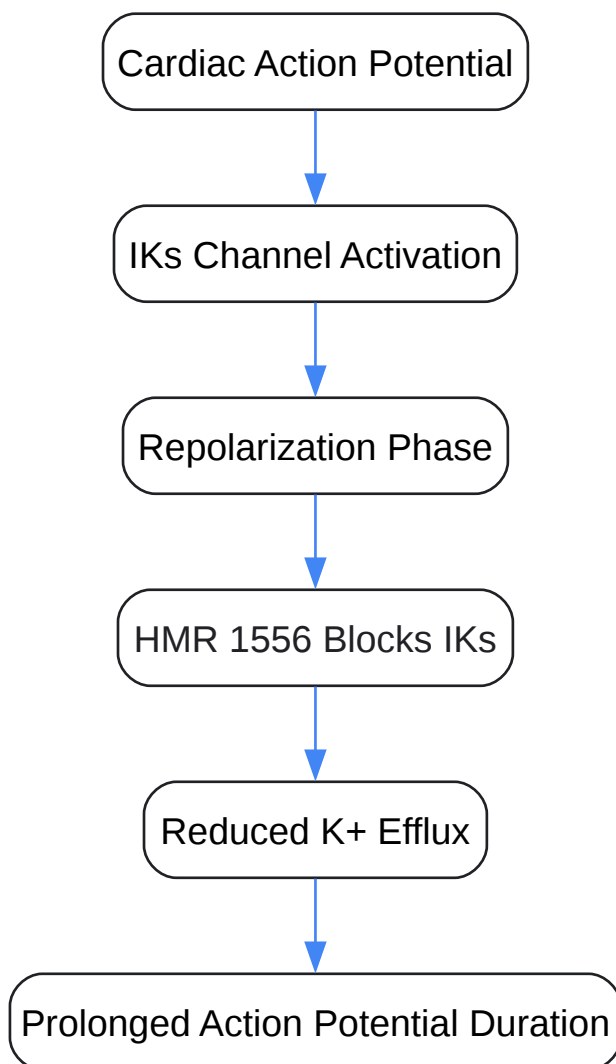 Cardiac Action Potential
IKs Channel Activation
Repolarization Phase
HMR 1556 Blocks IKs
Reduced K+ Efflux
Prolonged Action Potential Duration